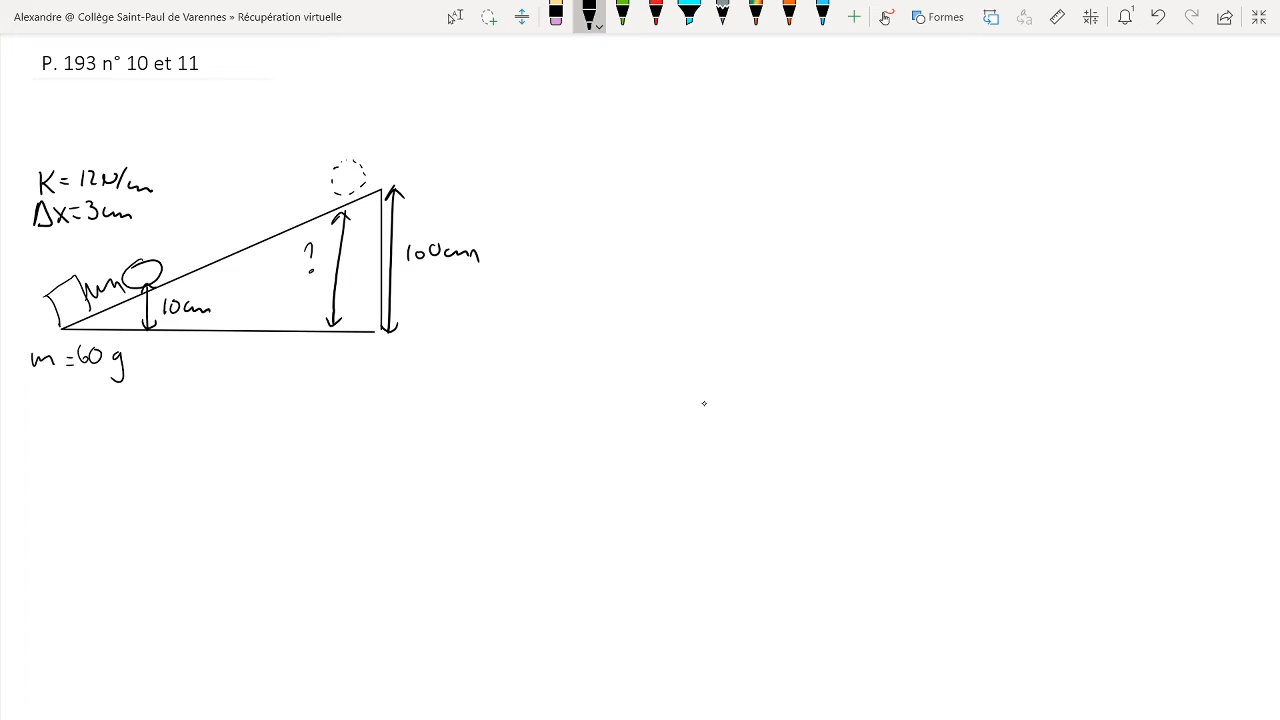 Alexandre @ Collège Saint-Paul de Varennes » Récupération virtuelle
Formes
1
P. 193 n° 10 et 11
K = 12 N/m
Δx = 3 cm
?
100 cm
10 cm
m = 60 g